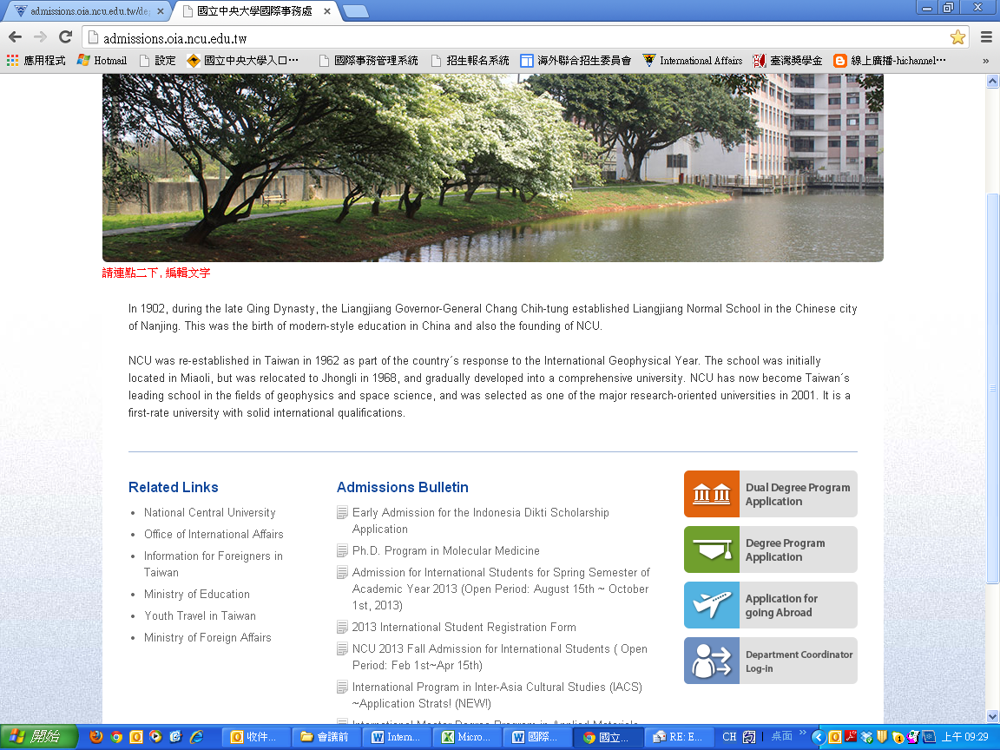 admissions.oia.ncu.edu.tw/de
國立中央大學國際事務處
admissions.oia.ncu.edu.tw
應用程式
Hotmail
設定
國立中央大學入口⋯
國際事務管理系統
招生報名系統
海外聯合招生委員會
International Affairs
臺灣獎學金
線上廣播-hichannel⋯
»
請連點二下, 編輯文字
In 1902, during the late Qing Dynasty, the Liangjiang Governor-General Chang Chih-tung established Liangjiang Normal School in the Chinese city
of Nanjing. This was the birth of modern-style education in China and also the founding of NCU.
NCU was re-established in Taiwan in 1962 as part of the country´s response to the International Geophysical Year. The school was initially
located in Miaoli, but was relocated to Jhongli in 1968, and gradually developed into a comprehensive university. NCU has now become Taiwan´s
leading school in the fields of geophysics and space science, and was selected as one of the major research-oriented universities in 2001. It is a
first-rate university with solid international qualifications.
Related Links
National Central University
Office of International Affairs
Information for Foreigners in
Taiwan
Ministry of Education
Youth Travel in Taiwan
Ministry of Foreign Affairs
Admissions Bulletin
Early Admission for the Indonesia Dikti Scholarship
Application
Ph.D. Program in Molecular Medicine
Admission for International Students for Spring Semester of
Academic Year 2013 (Open Period: August 15th ~ October
1st, 2013)
2013 International Student Registration Form
NCU 2013 Fall Admission for International Students ( Open
Period: Feb 1st~Apr 15th)
International Program in Inter-Asia Cultural Studies (IACS)
~Application Strats! (NEW!)
International Master Degree Program in Applied Materials
Dual Degree Program
Application
Degree Program
Application
Application for
going Abroad
Department Coordinator
Log-in
開始
收件...
會議前
Intern...
Micro...
國際...
國立...
RE: E...
CH
桌面
»
上午 09:29